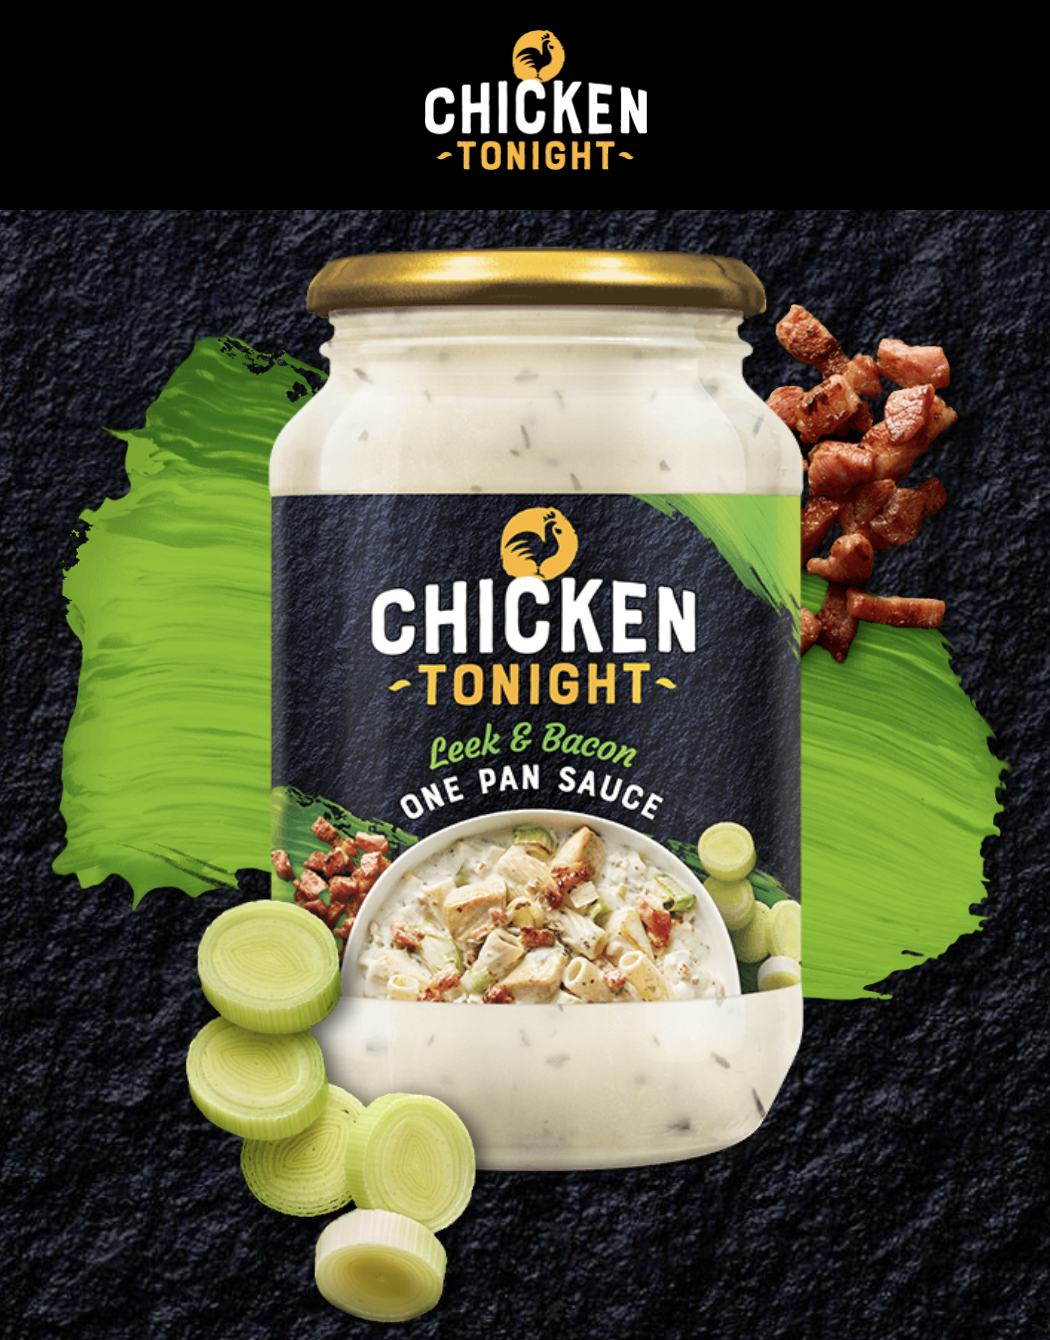 CHICKEN
-TONIGHT-
CHICKEN
-TONIGHT-
Leek & Bacon
ONE PAN SAUCE